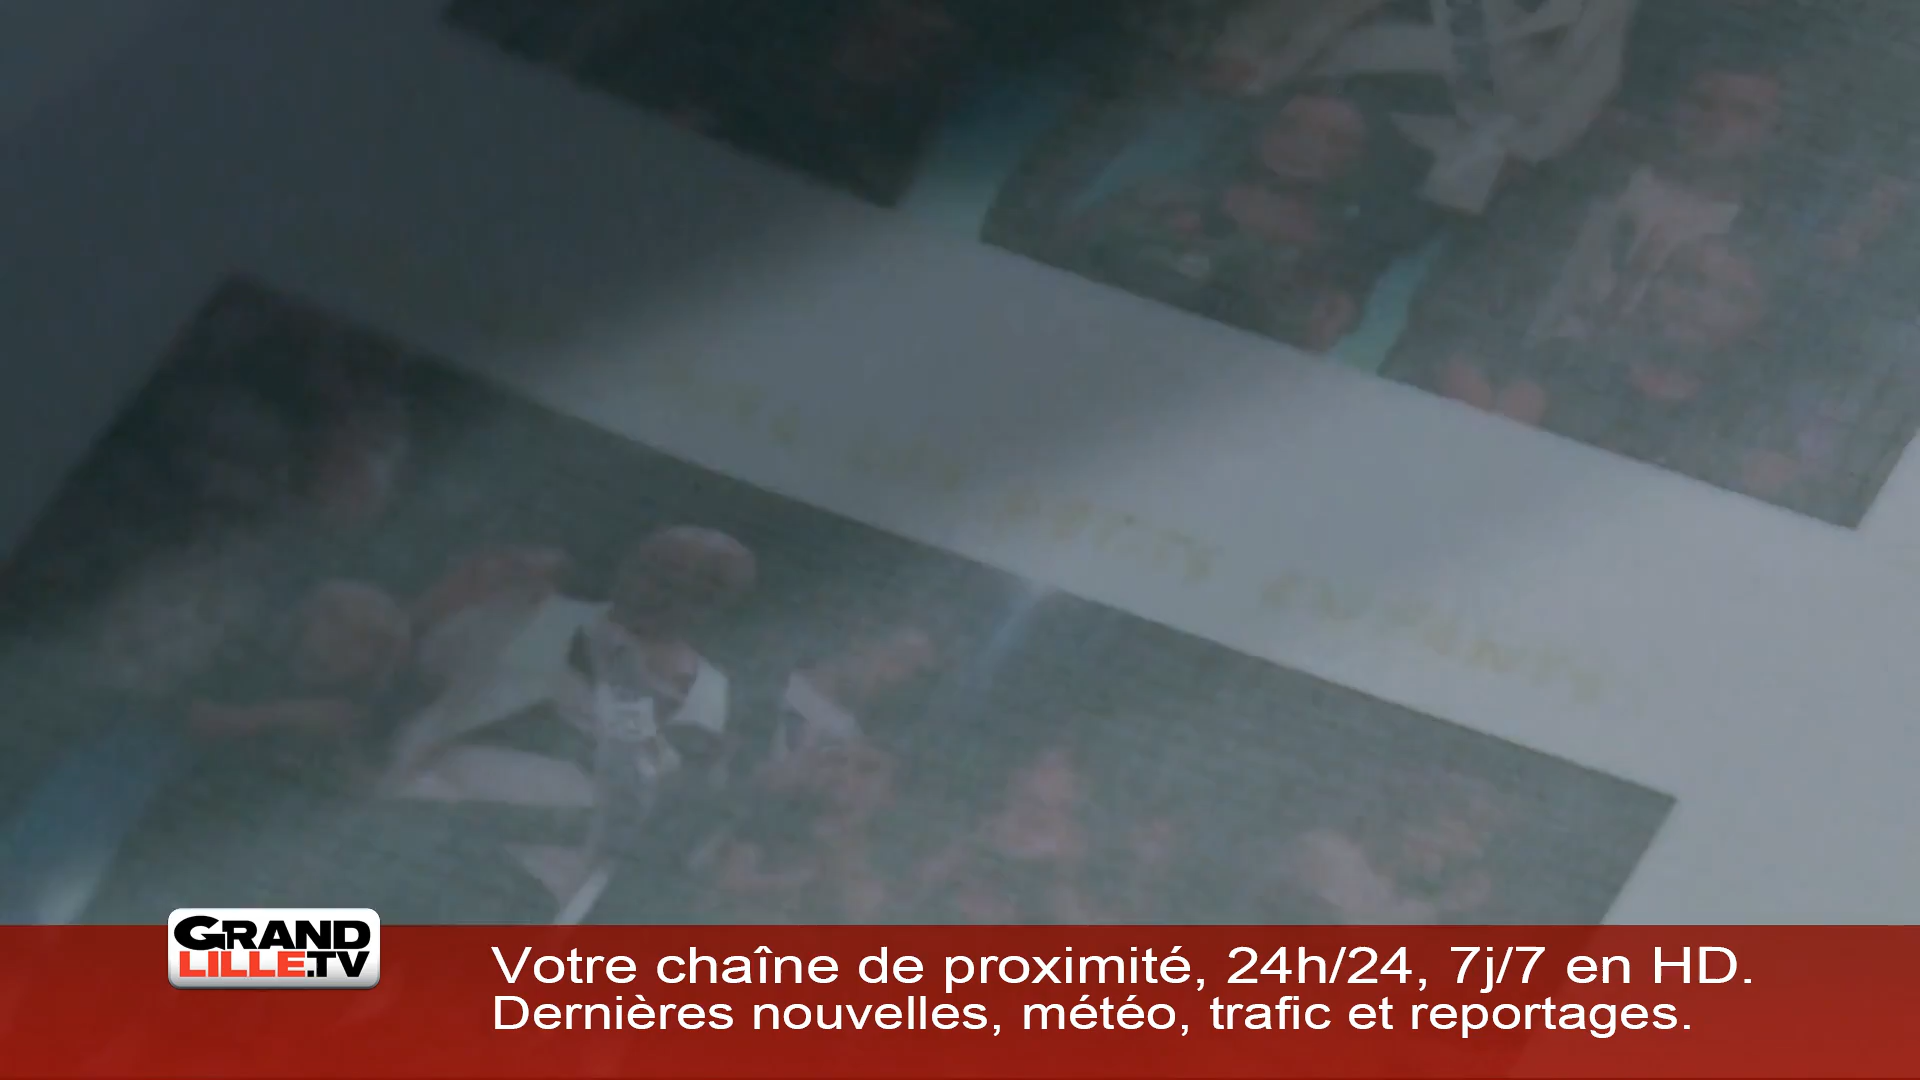 GRAND
LILLE.TV
Votre chaîne de proximité, 24h/24, 7j/7 en HD.
Dernières nouvelles, météo, trafic et reportages.